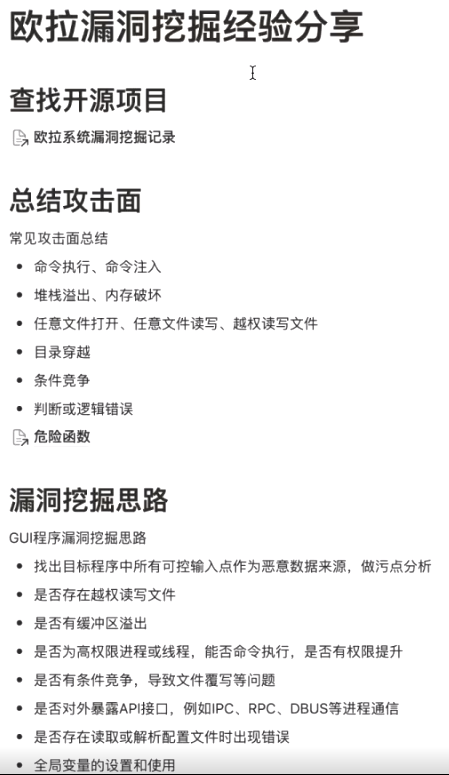 欧拉漏洞挖掘经验分享
查找开源项目
欧拉系统漏洞挖掘记录
总结攻击面
常见攻击面总结
命令执行、命令注入
堆栈溢出、内存破坏
任意文件打开、任意文件读写、越权读写文件
目录穿越
条件竞争
判断或逻辑错误
危险函数
漏洞挖掘思路
GUI程序漏洞挖掘思路
找出目标程序中所有可控输入点作为恶意数据来源，做污点分析
是否存在越权读写文件
是否有缓冲区溢出
是否为高权限进程或线程，能否命令执行，是否有权限提升
是否有条件竞争，导致文件覆写等问题
是否对外暴露API接口，例如IPC、RPC、DBUS等进程通信
是否存在读取或解析配置文件时出现错误
全局变量的设置和使用